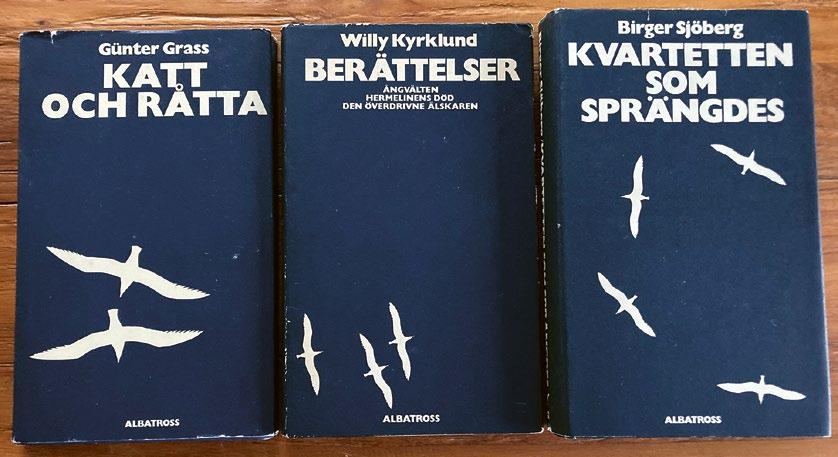 Günter Grass
KATT
OCH RÅTTA
ALBATROSS
Willy Kyrklund
BERÄTTELSER
ÅNGVÄLTEN
HERMELINENS DÖD
DEN ÖVERDRIVNE ÄLSKAREN
ALBATROSS
Birger Sjöberg
KVARTETTEN
SOM
SPRÄNGDES
ALBATROSS